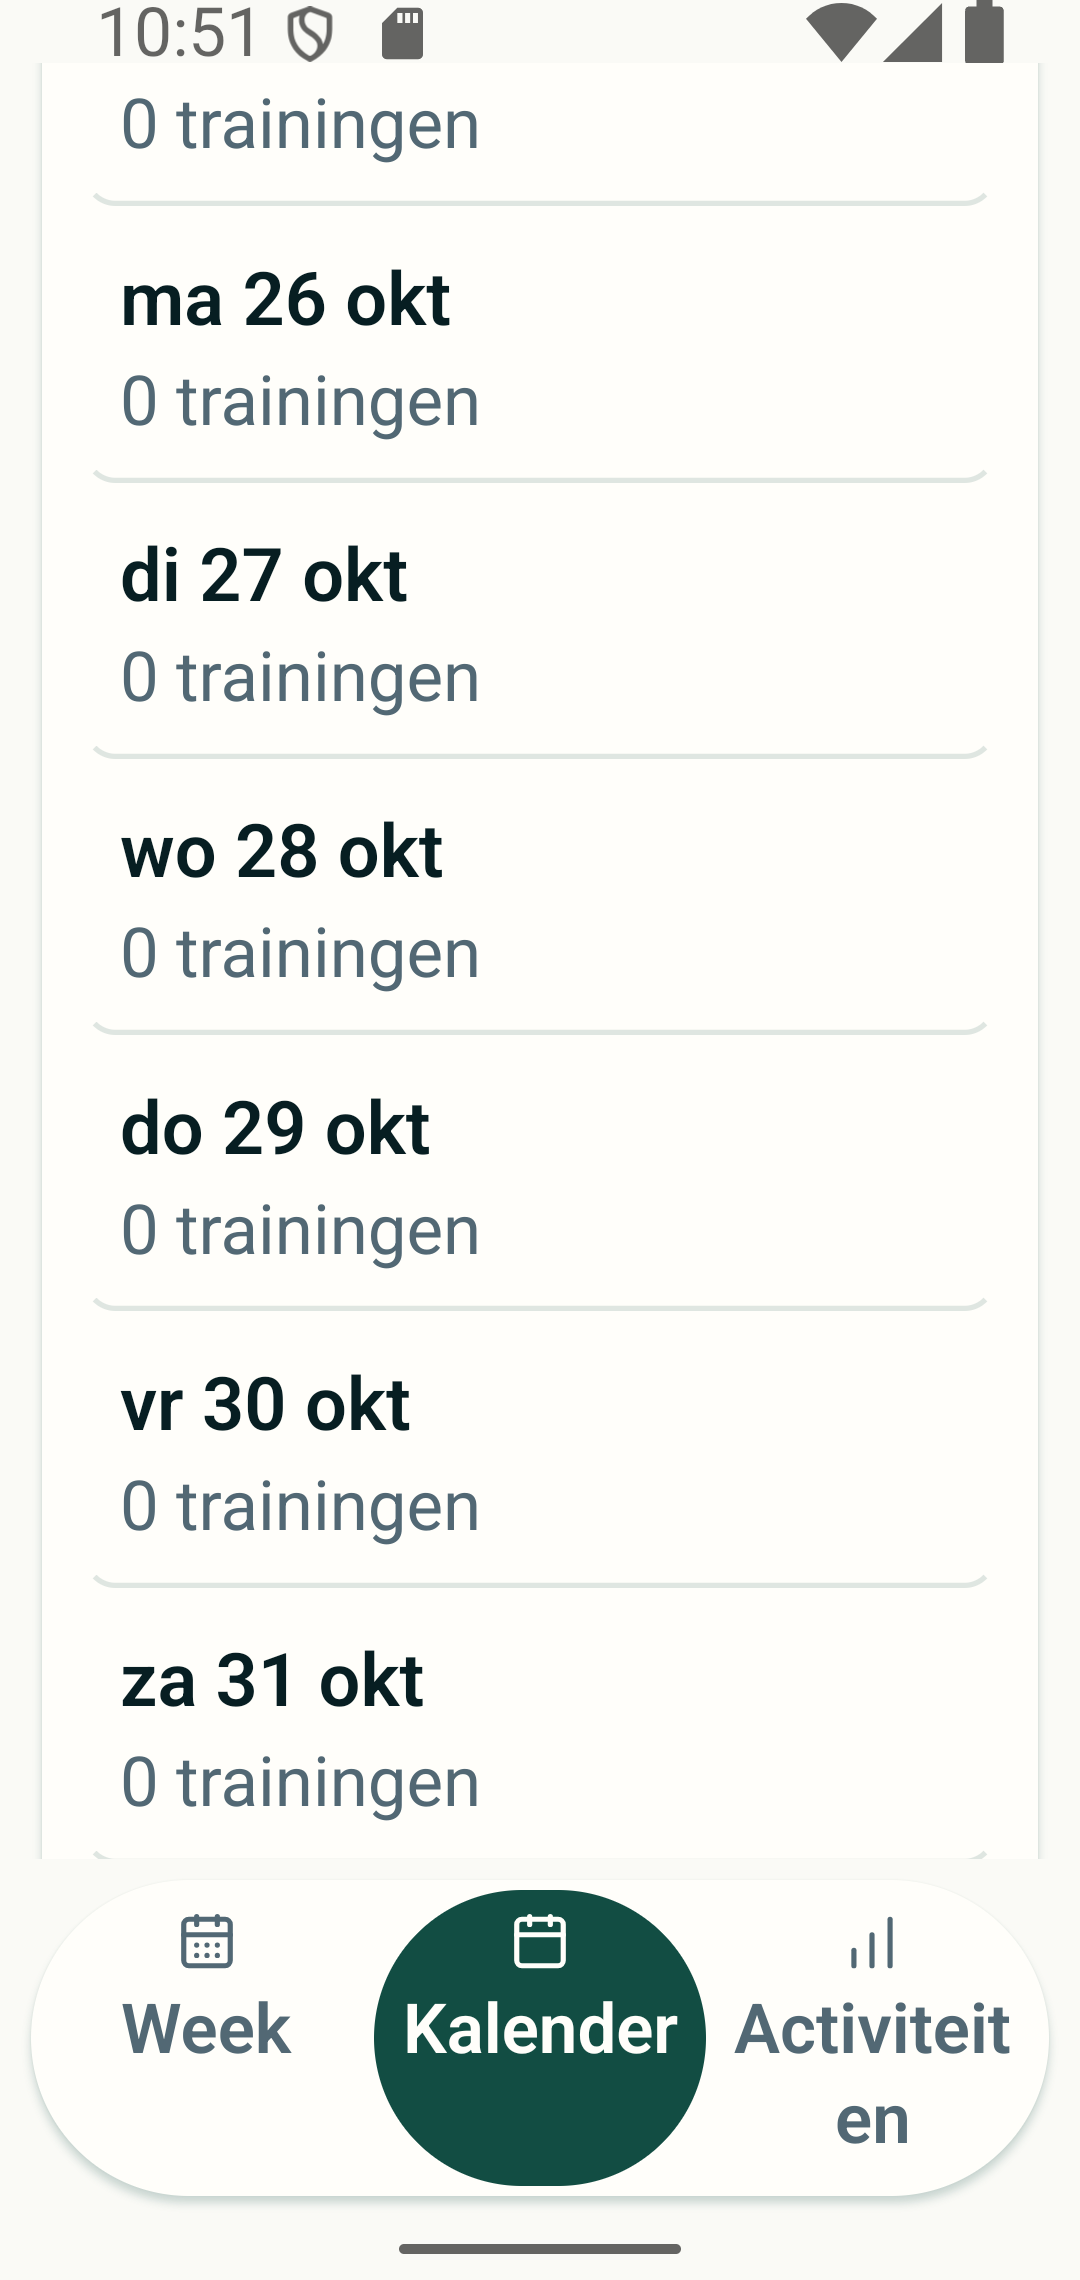 10:51
0 trainingen
ma 26 okt
0 trainingen
di 27 okt
0 trainingen
wo 28 okt
0 trainingen
do 29 okt
0 trainingen
vr 30 okt
0 trainingen
za 31 okt
0 trainingen
Week
Kalender
Activiteit
en